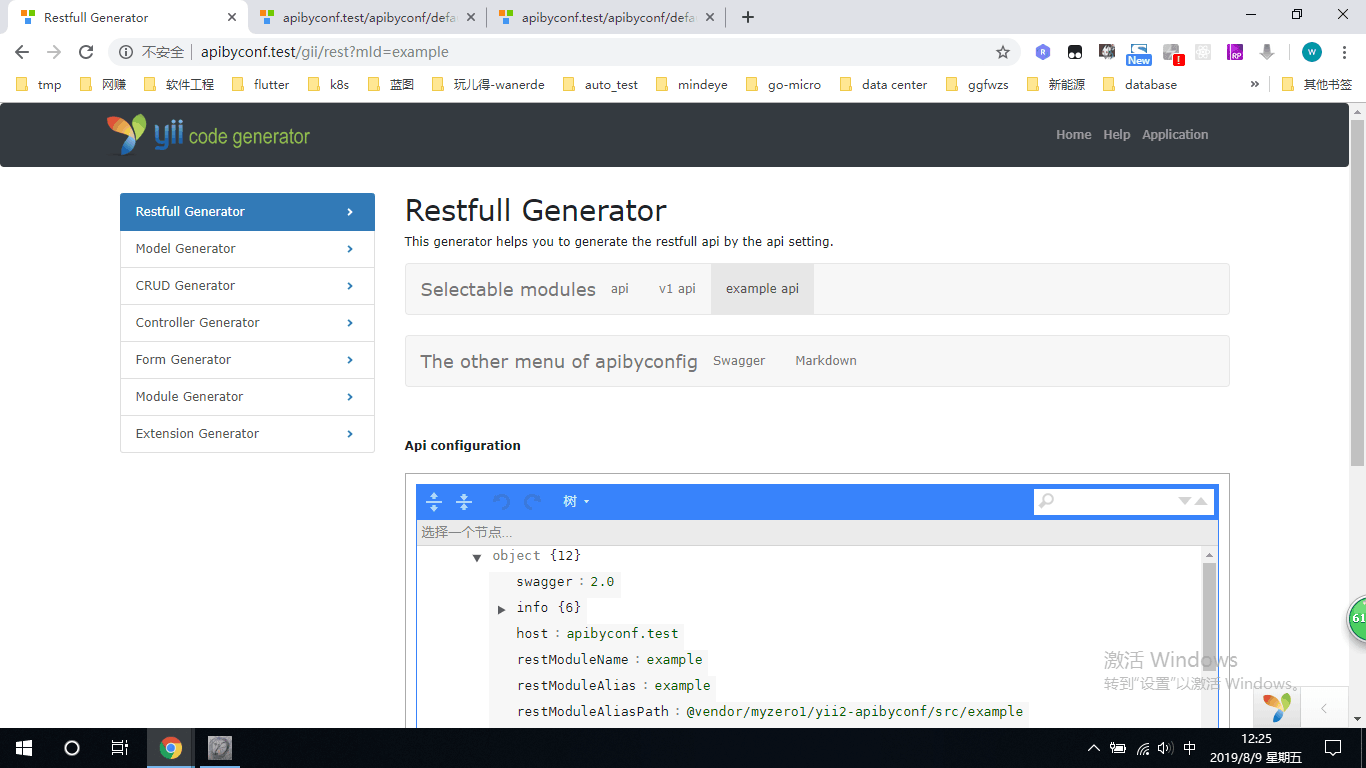 Restfull Generator
apibyconf.test/apibyconf/defa
apibyconf.test/apibyconf/defa
不安全 apibyconf.test/gii/rest?mId=example
R
New
RP
W
tmp 网赚 软件工程 flutter k8s 蓝图 玩儿得-wanerde auto_test mindeye go-micro data center ggfwzs 新能源 database » 其他书签
yii code generator
Home Help Application
Restfull Generator
Model Generator
CRUD Generator
Controller Generator
Form Generator
Module Generator
Extension Generator
Restfull Generator
This generator helps you to generate the restfull api by the api setting.
Selectable modules api v1 api example api
The other menu of apibyconfig Swagger Markdown
Api configuration
树
选择一个节点...
object {12}
swagger : 2.0
info {6}
host : apibyconf.test
restModuleName : example
restModuleAlias : example
restModuleAliasPath : @vendor/myzero1/yii2-apibyconf/src/example
61
激活 Windows
转到"设置"以激活 Windows。
中
12:25
2019/8/9 星期五